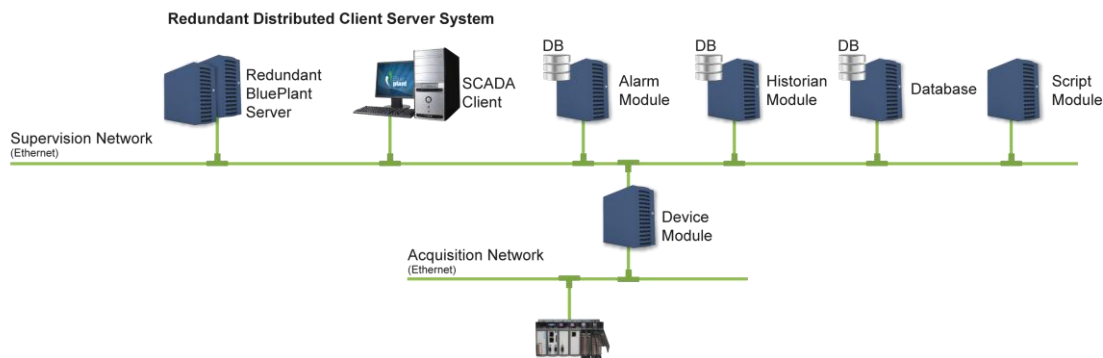 Redundant Distributed Client Server System
Redundant
BluePlant
Server
SCADA
Client
DB
Alarm
Module
DB
Historian
Module
DB
Database
Script
Module
Supervision Network
(Ethernet)
Device
Module
Acquisition Network
(Ethernet)
plant